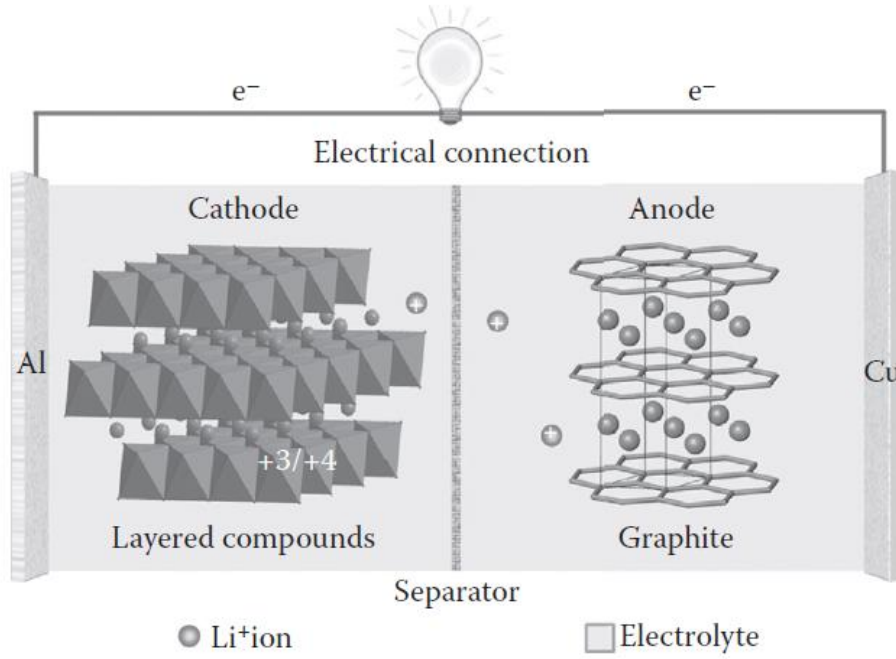 e⁻
e⁻
Electrical connection
Cathode
Anode
+
+
Al
Cu
+
+3/+4
Layered compounds
Graphite
Separator
Li⁺ion
Electrolyte